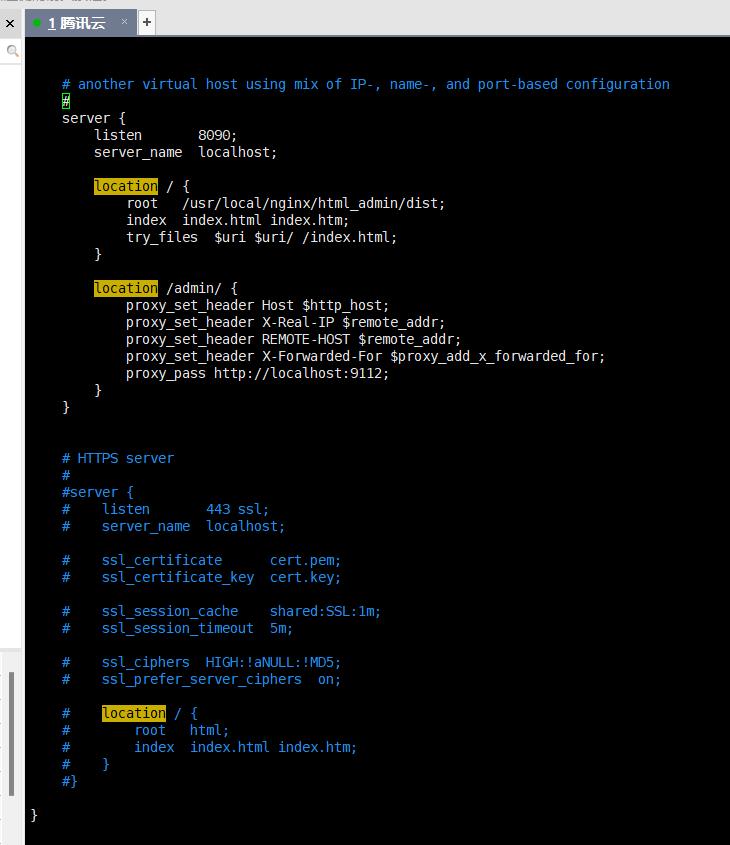 1 腾讯云
# another virtual host using mix of IP-, name-, and port-based configuration
#
server {
listen 8090;
server_name localhost;
location / {
root /usr/local/nginx/html_admin/dist;
index index.html index.htm;
try_files $uri $uri/ /index.html;
}
location /admin/ {
proxy_set_header Host $http_host;
proxy_set_header X-Real-IP $remote_addr;
proxy_set_header REMOTE-HOST $remote_addr;
proxy_set_header X-Forwarded-For $proxy_add_x_forwarded_for;
proxy_pass http://localhost:9112;
}
}
# HTTPS server
#
#server {
# listen 443 ssl;
# server_name localhost;
# ssl_certificate cert.pem;
# ssl_certificate_key cert.key;
# ssl_session_cache shared:SSL:1m;
# ssl_session_timeout 5m;
# ssl_ciphers HIGH:!aNULL:!MD5;
# ssl_prefer_server_ciphers on;
# location / {
# root html;
# index index.html index.htm;
# }
#}
}